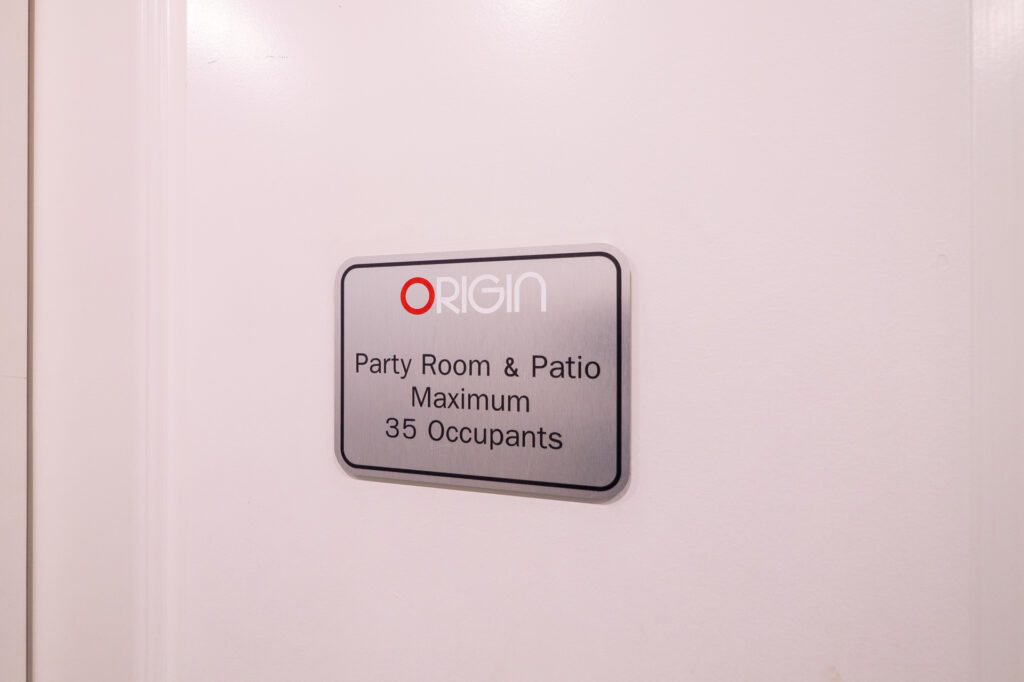 ORIGIN
Party Room & Patio
Maximum
35 Occupants